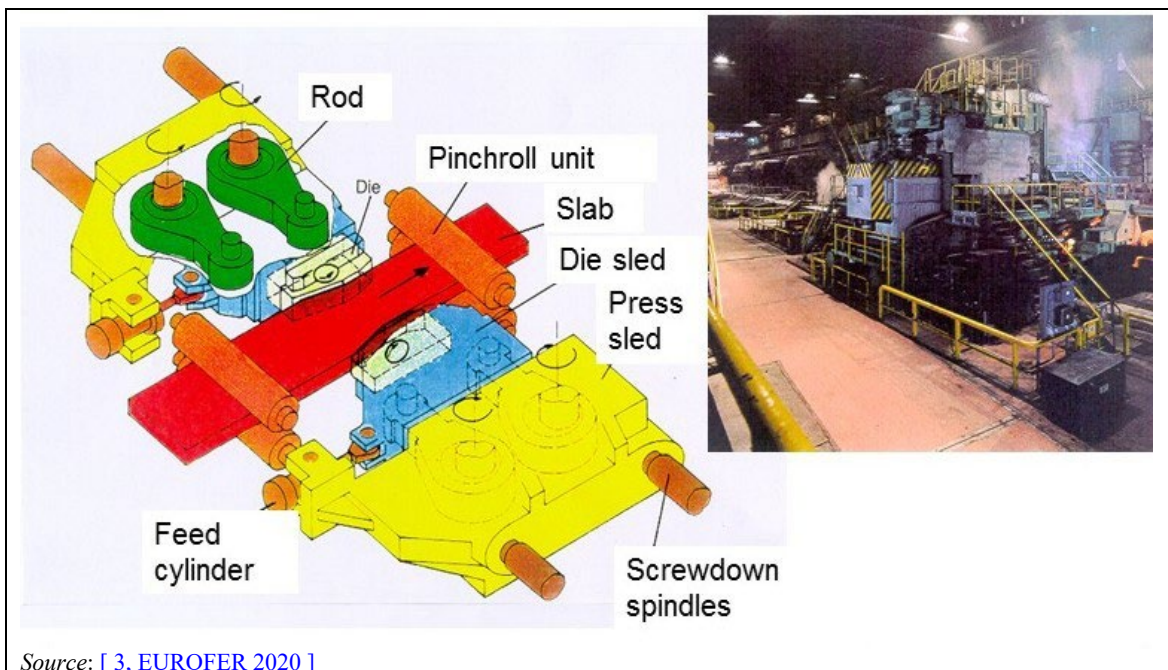 Rod
Pinchroll unit
Die
Slab
Die sled
Press
sled
Feed
cylinder
Screwdown
spindles
Source: [ 3, EUROFER 2020 ]